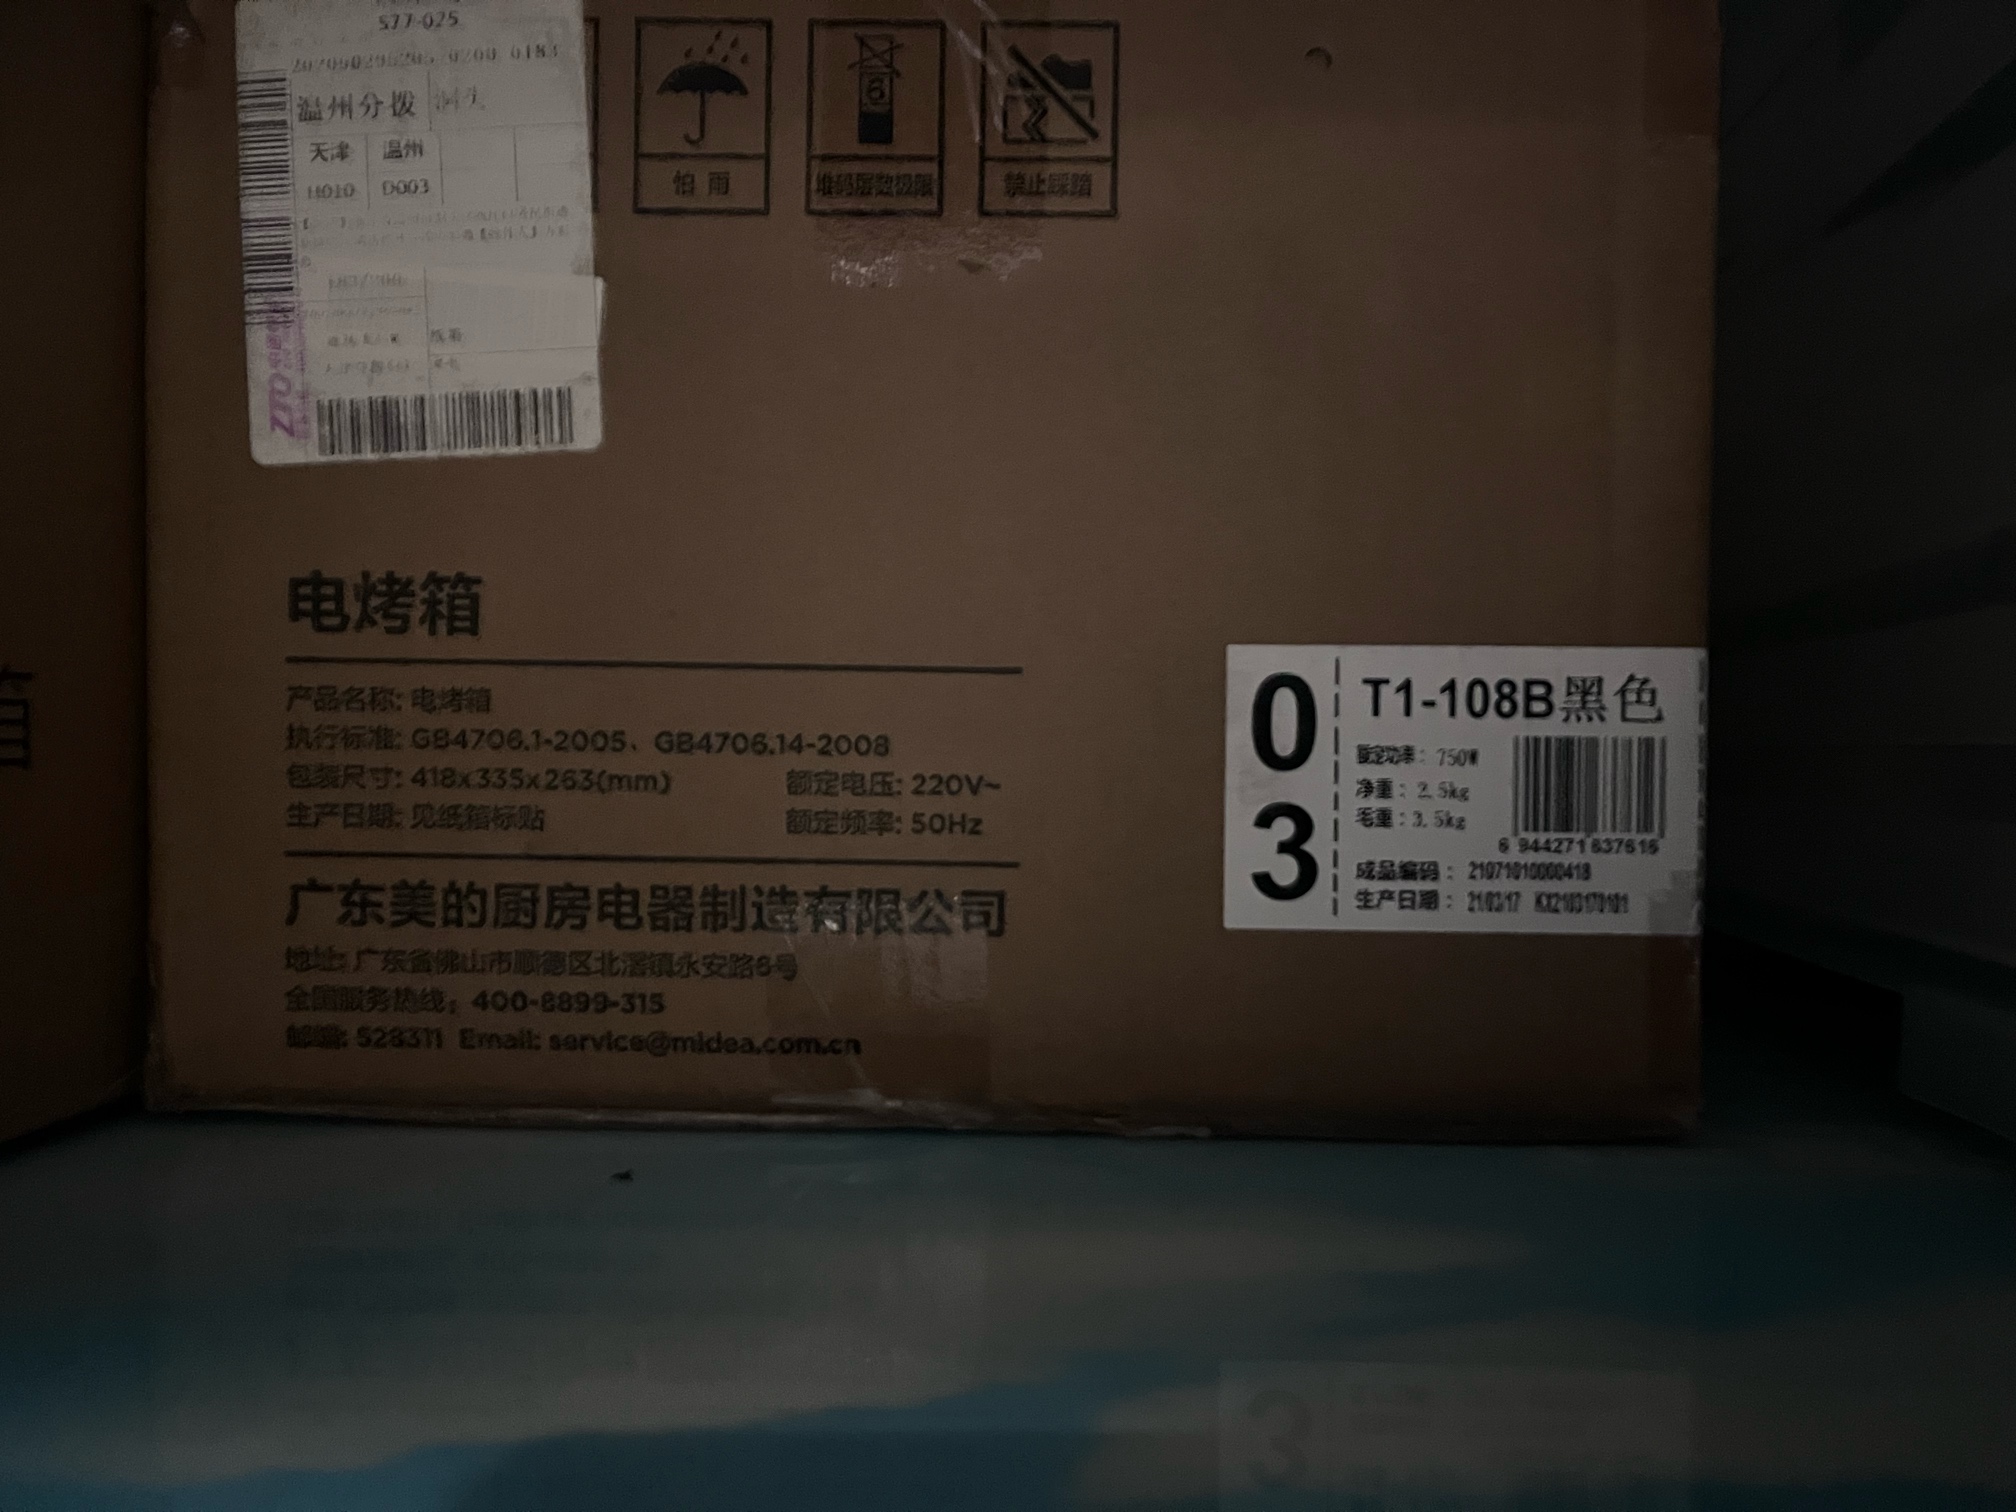 577-025
温州分拨
天津 温州
H010 D003
怕雨
6
堆码层数极限
禁止踩踏
ZTO
电烤箱
产品名称: 电烤箱
执行标准: GB4706.1-2005、GB4706.14-2008
包装尺寸: 418x335x263(mm) 额定电压: 220V~
生产日期: 见纸箱标贴 额定频率: 50Hz
广东美的厨房电器制造有限公司
地址: 广东省佛山市顺德区北滘镇永安路6号
全国服务热线: 400-8899-315
邮编: 528311 Email: service@midea.com.cn
03
T1-108B黑色
额定功率: 750W
净重: 2.5kg
毛重: 3.5kg
6 944271 637616
成品编码: 21071010000418
生产日期: 21/03/17